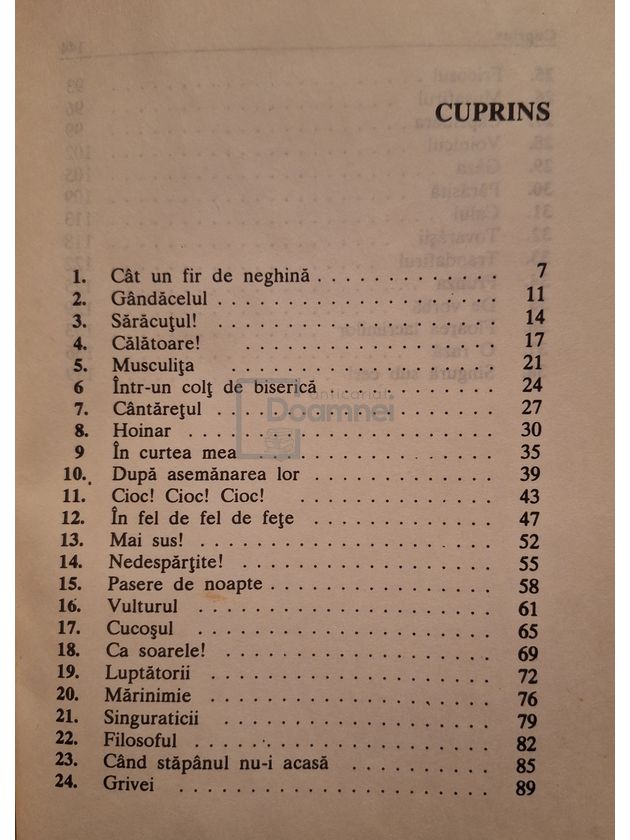 CUPRINS
1. Cât un fir de neghină . . . . . . . . . . . . . 7
2. Gândăcelul . . . . . . . . . . . . . . . . . . . 11
3. Sărăcuţul! . . . . . . . . . . . . . . . . . . 14
4. Călătoare! . . . . . . . . . . . . . . . . . 17
5. Musculiţa . . . . . . . . . . . . . . . . . 21
6 Într-un colţ de biserică . . . . . . . . . . . . 24
7. Cântăreţul . . . . . . . . . . . . . . . . . . . 27
8. Hoinar . . . . . . . . . . . . . . . . . . . . . 30
9 În curtea mea . . . . . . . . . . . . . . . . . 35
10. După asemănarea lor . . . . . . . . . . . . . 39
11. Cioc! Cioc! Cioc! . . . . . . . . . . . . . 43
12. În fel de fel de feţe . . . . . . . . . . . . 47
13. Mai sus! . . . . . . . . . . . . . . . . . . . . 52
14. Nedespărţite! . . . . . . . . . . . . . . . . . . 55
15. Pasere de noapte . . . . . . . . . . . . . . . 58
16. Vulturul . . . . . . . . . . . . . . . . . . . . 61
17. Cucoşul . . . . . . . . . . . . . . . . . . . . 65
18. Ca soarele! . . . . . . . . . . . . . . . . . . 69
19. Luptătorii . . . . . . . . . . . . . . . . . . . 72
20. Mărinimie . . . . . . . . . . . . . . . . . . . 76
21. Singuraticii . . . . . . . . . . . . . . . . . . 79
22. Filosoful . . . . . . . . . . . . . . . . . . . . 82
23. Când stăpânul nu-i acasă . . . . . . . . . . 85
24. Grivei . . . . . . . . . . . . . . . . . . . . . 89
anticariat
Doamnei